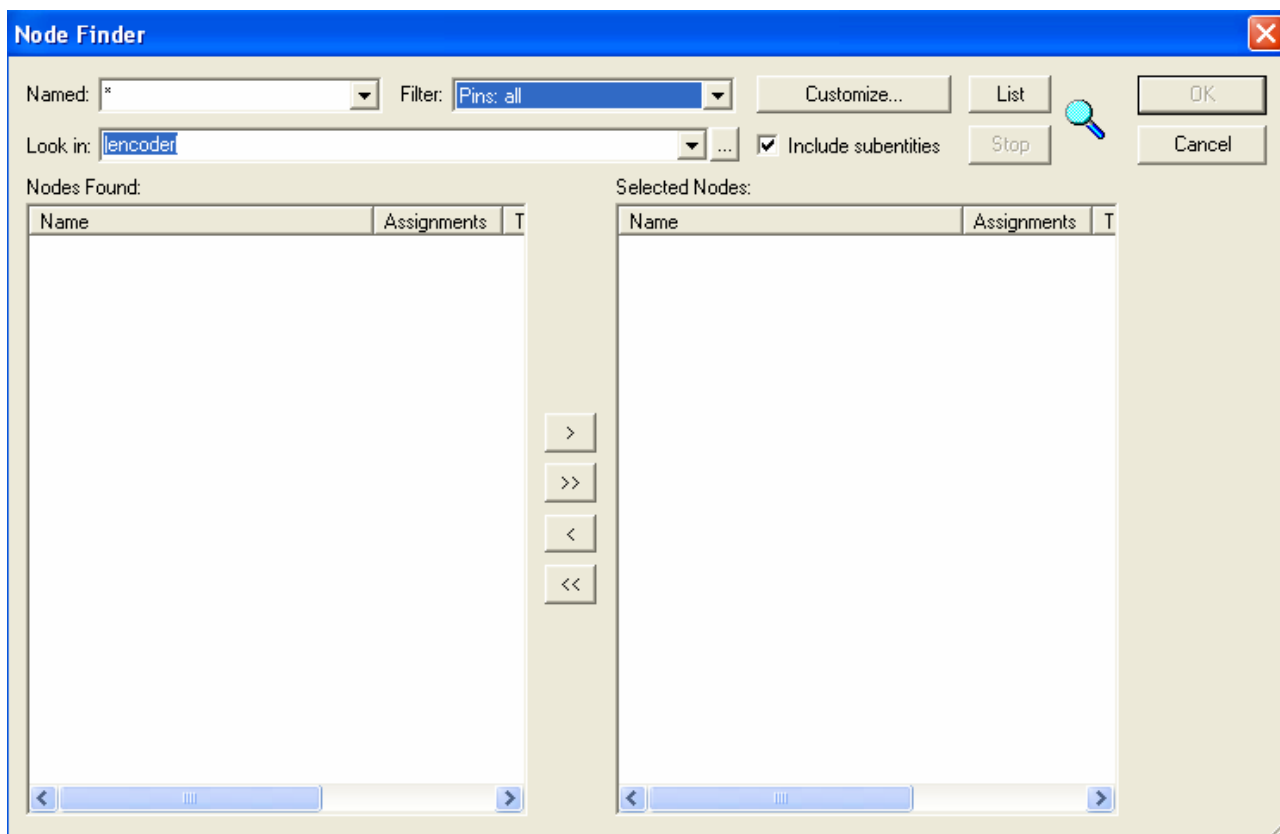 Node Finder
Named: * Filter: Pins: all Customize... List OK
Look in: |encoder ... Include subentities Stop Cancel
Nodes Found: Selected Nodes:
Name Assignments T Name Assignments T
>
>>
<
<<